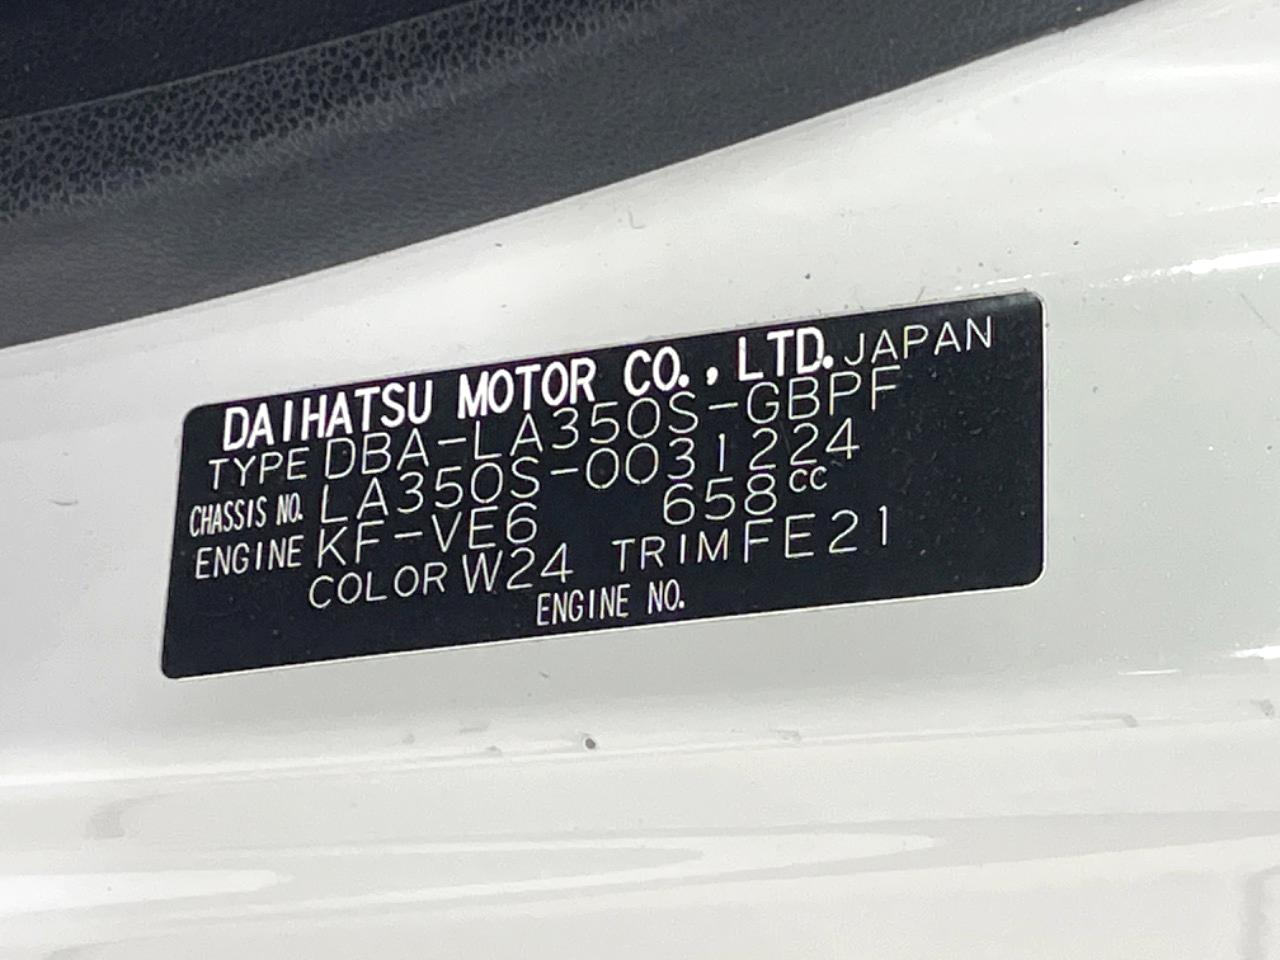 DAIHATSU MOTOR CO., LTD. JAPAN
TYPE DBA-LA350S-GBPF
CHASSIS NO. LA350S-0031224
ENGINE KF-VE6 658CC
COLOR W24 TRIM FE21
ENGINE NO.